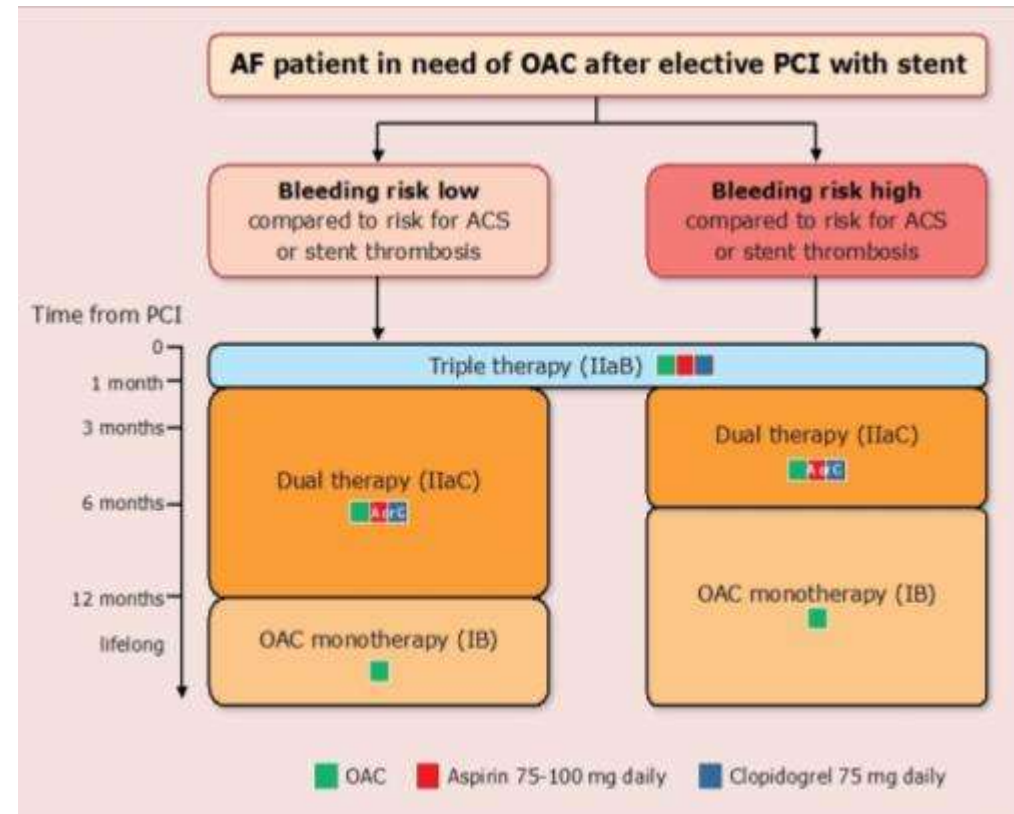 AF patient in need of OAC after elective PCI with stent
Bleeding risk low
compared to risk for ACS
or stent thrombosis
Bleeding risk high
compared to risk for ACS
or stent thrombosis
Time from PCI
0
1 month
3 months
6 months
12 months
lifelong
Triple therapy (IIaB)
Dual therapy (IIaC)
A or C
OAC monotherapy (IB)
Dual therapy (IIaC)
A or C
OAC monotherapy (IB)
OAC
Aspirin 75-100 mg daily
Clopidogrel 75 mg daily